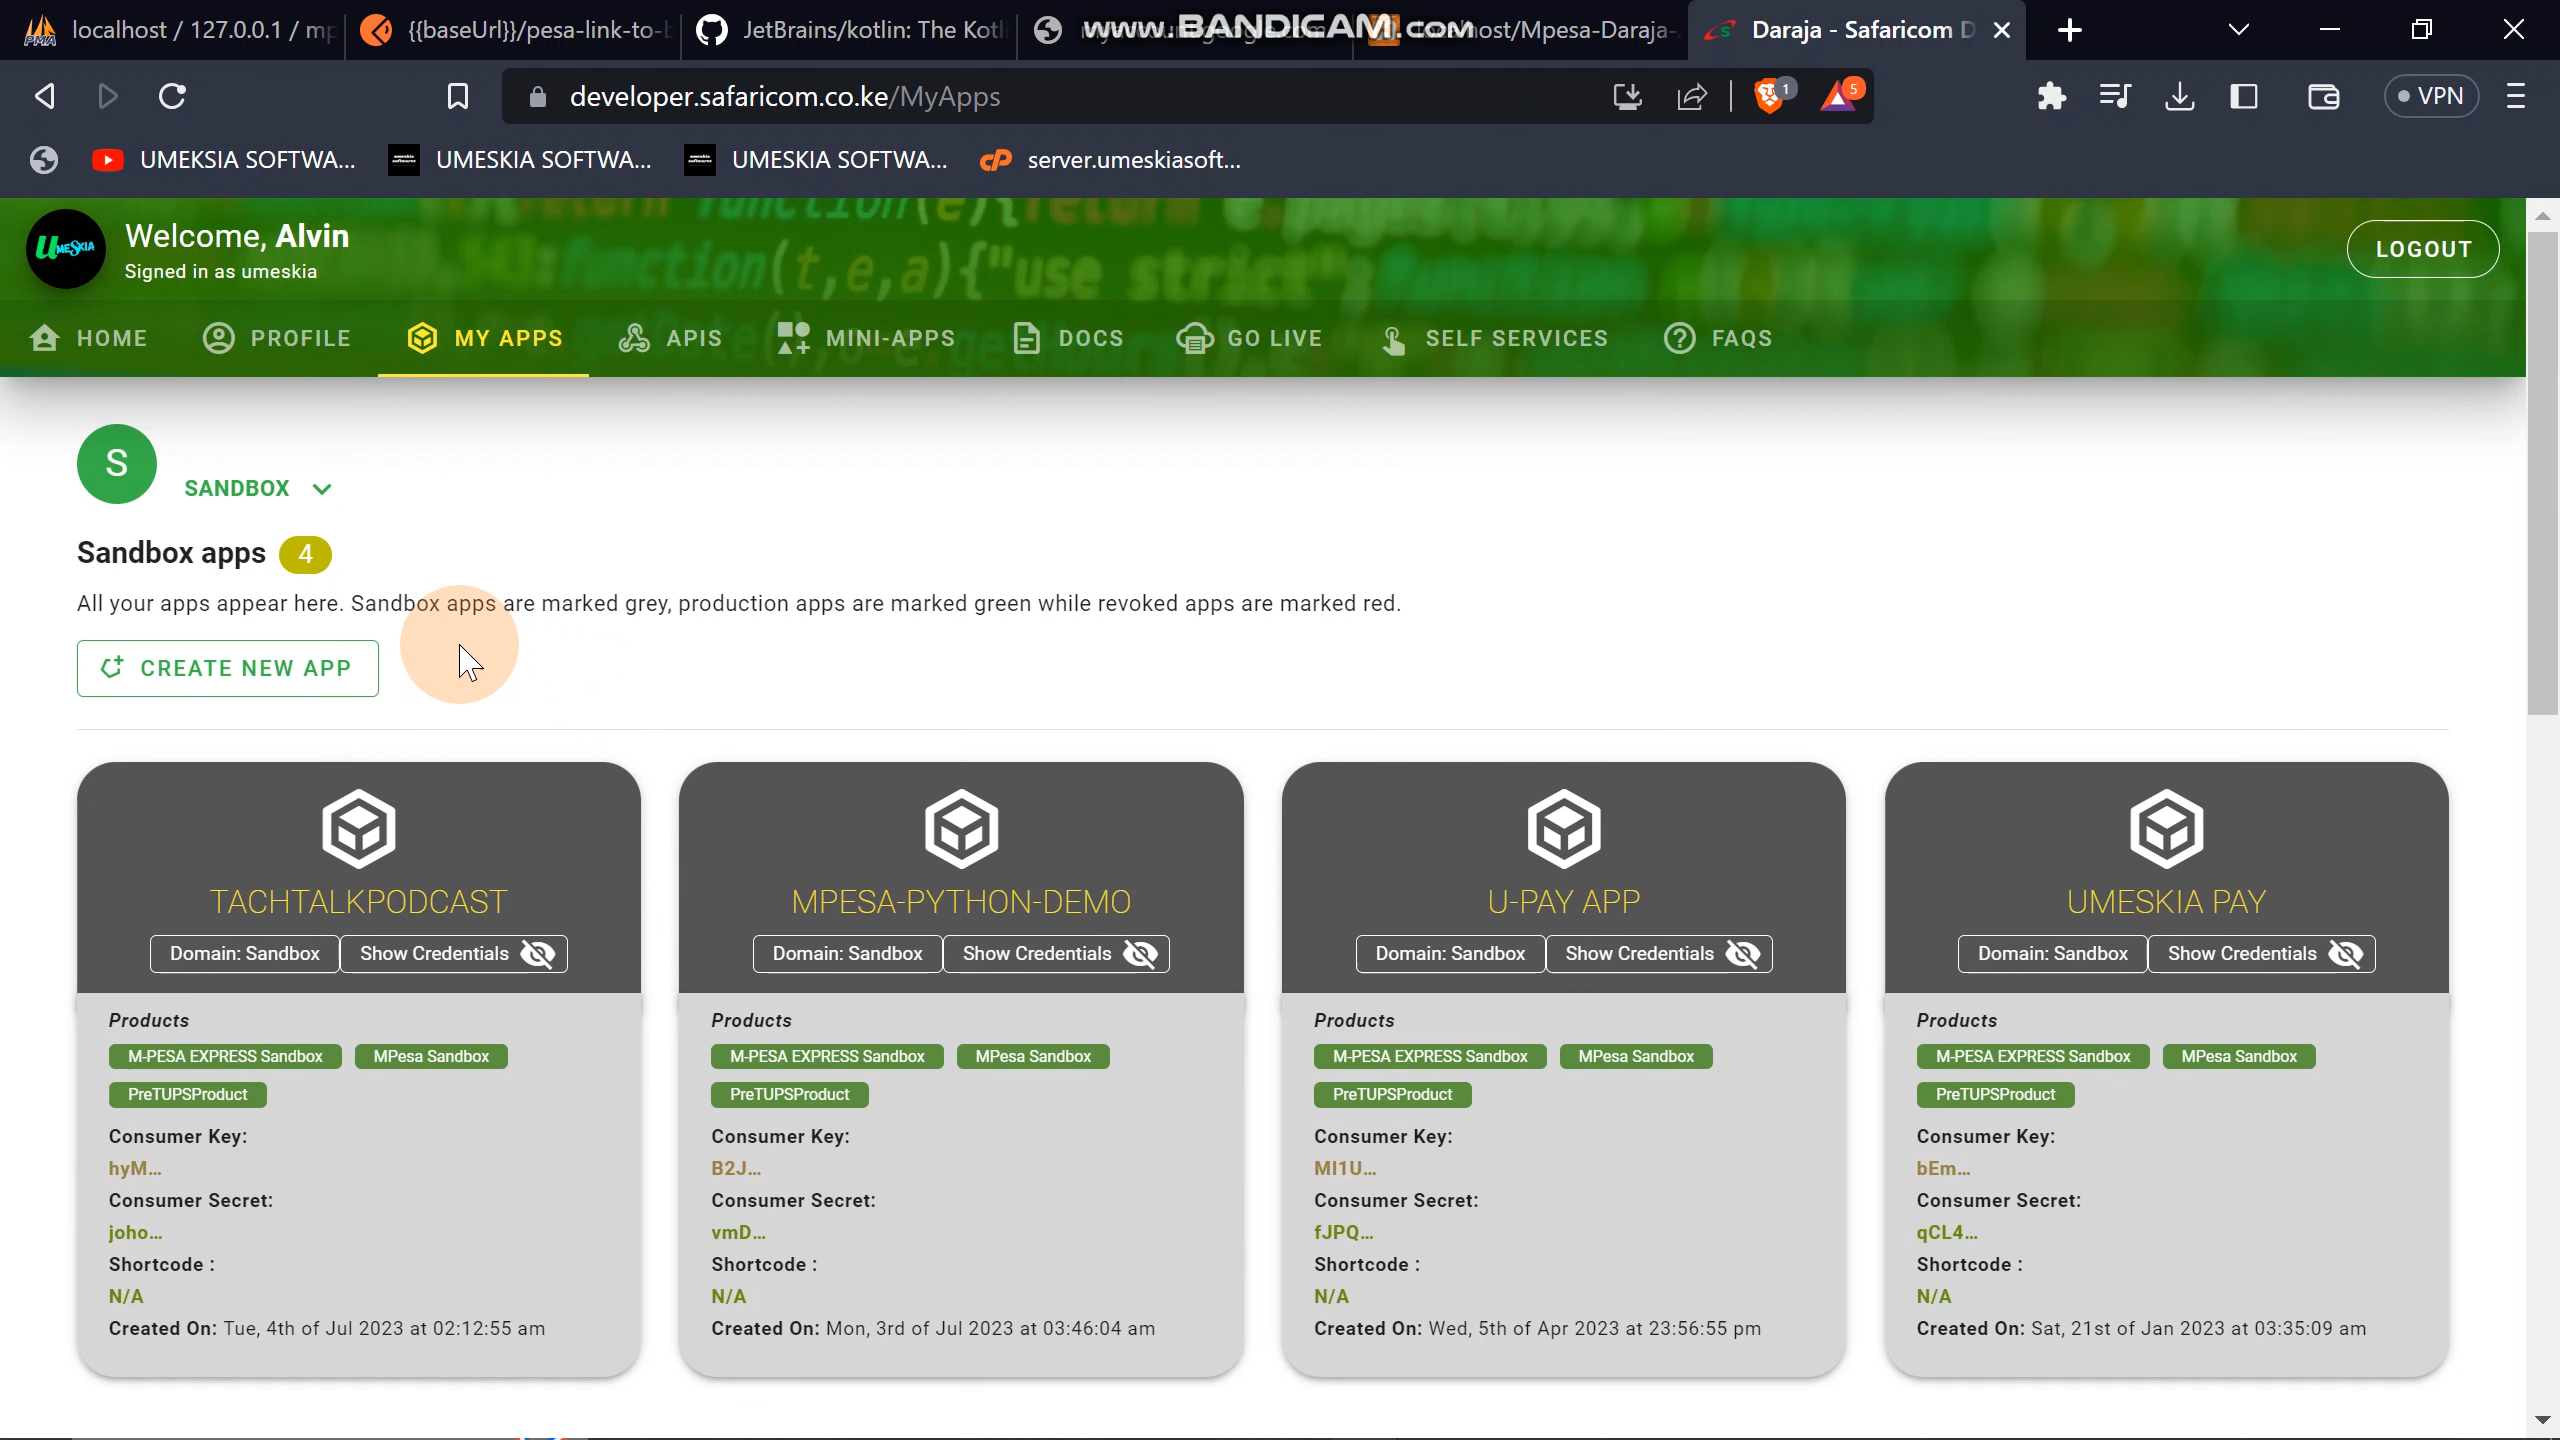 localhost / 127.0.0.1 / mp
{{baseUrl}}/pesa-link-to-b
JetBrains/kotlin: The Kotl
www.BANDICAM.com
host/Mpesa-Daraja-
Daraja - Safaricom D
developer.safaricom.co.ke/MyApps
1
5
VPN
UMEKSIA SOFTWA...
UMESKIA SOFTWA...
UMESKIA SOFTWA...
server.umeskiasoft...
UMESKIA
Welcome, Alvin
Signed in as umeskia
function(t,e,a){"use strict";
LOGOUT
HOME
PROFILE
MY APPS
APIS
MINI-APPS
DOCS
GO LIVE
SELF SERVICES
FAQS
S
SANDBOX
Sandbox apps 4
All your apps appear here. Sandbox apps are marked grey, production apps are marked green while revoked apps are marked red.
CREATE NEW APP
TACHTALKPODCAST
Domain: Sandbox
Show Credentials
Products
M-PESA EXPRESS Sandbox
MPesa Sandbox
PreTUPSProduct
Consumer Key:
hyM...
Consumer Secret:
joho...
Shortcode :
N/A
Created On: Tue, 4th of Jul 2023 at 02:12:55 am
MPESA-PYTHON-DEMO
Domain: Sandbox
Show Credentials
Products
M-PESA EXPRESS Sandbox
MPesa Sandbox
PreTUPSProduct
Consumer Key:
B2J...
Consumer Secret:
vmD...
Shortcode :
N/A
Created On: Mon, 3rd of Jul 2023 at 03:46:04 am
U-PAY APP
Domain: Sandbox
Show Credentials
Products
M-PESA EXPRESS Sandbox
MPesa Sandbox
PreTUPSProduct
Consumer Key:
MI1U...
Consumer Secret:
fJPQ...
Shortcode :
N/A
Created On: Wed, 5th of Apr 2023 at 23:56:55 pm
UMESKIA PAY
Domain: Sandbox
Show Credentials
Products
M-PESA EXPRESS Sandbox
MPesa Sandbox
PreTUPSProduct
Consumer Key:
bEm...
Consumer Secret:
qCL4...
Shortcode :
N/A
Created On: Sat, 21st of Jan 2023 at 03:35:09 am